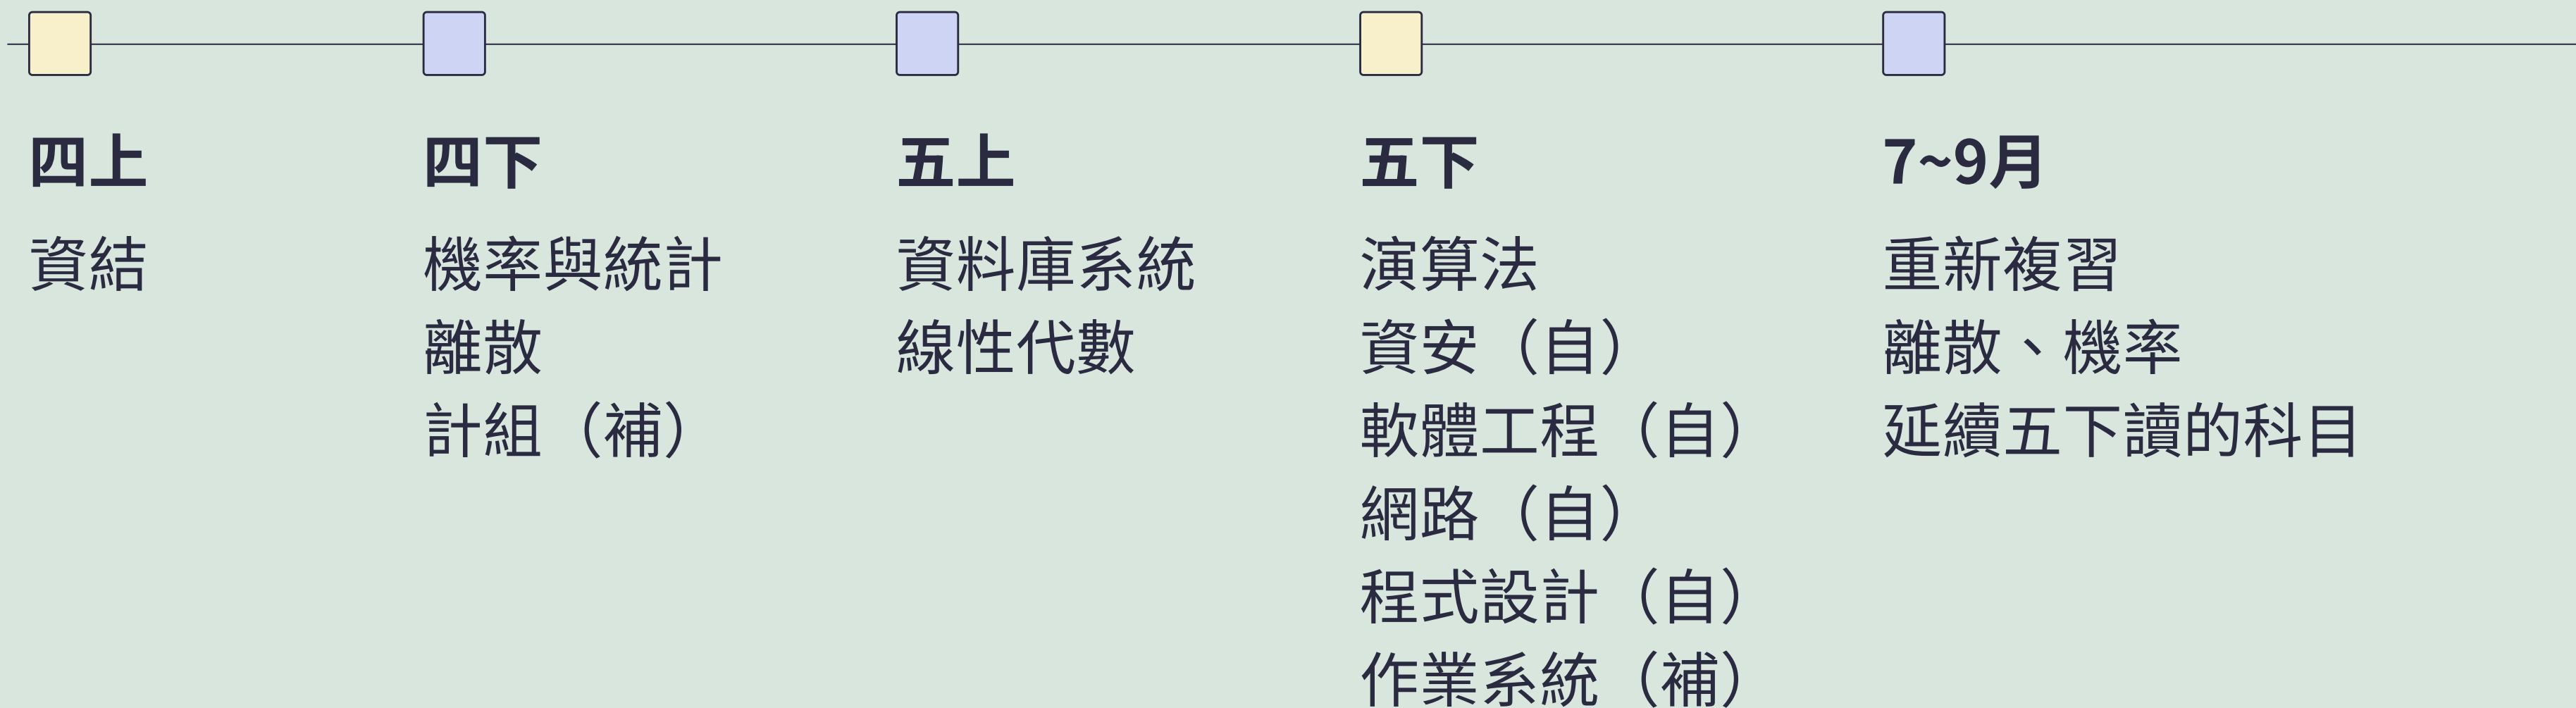 四上
資結
四下
機率與統計
離散
計組（補）
五上
資料庫系統
線性代數
五下
演算法
資安（自）
軟體工程（自）
網路（自）
程式設計（自）
作業系統（補）
7~9月
重新複習
離散、機率
延續五下讀的科目